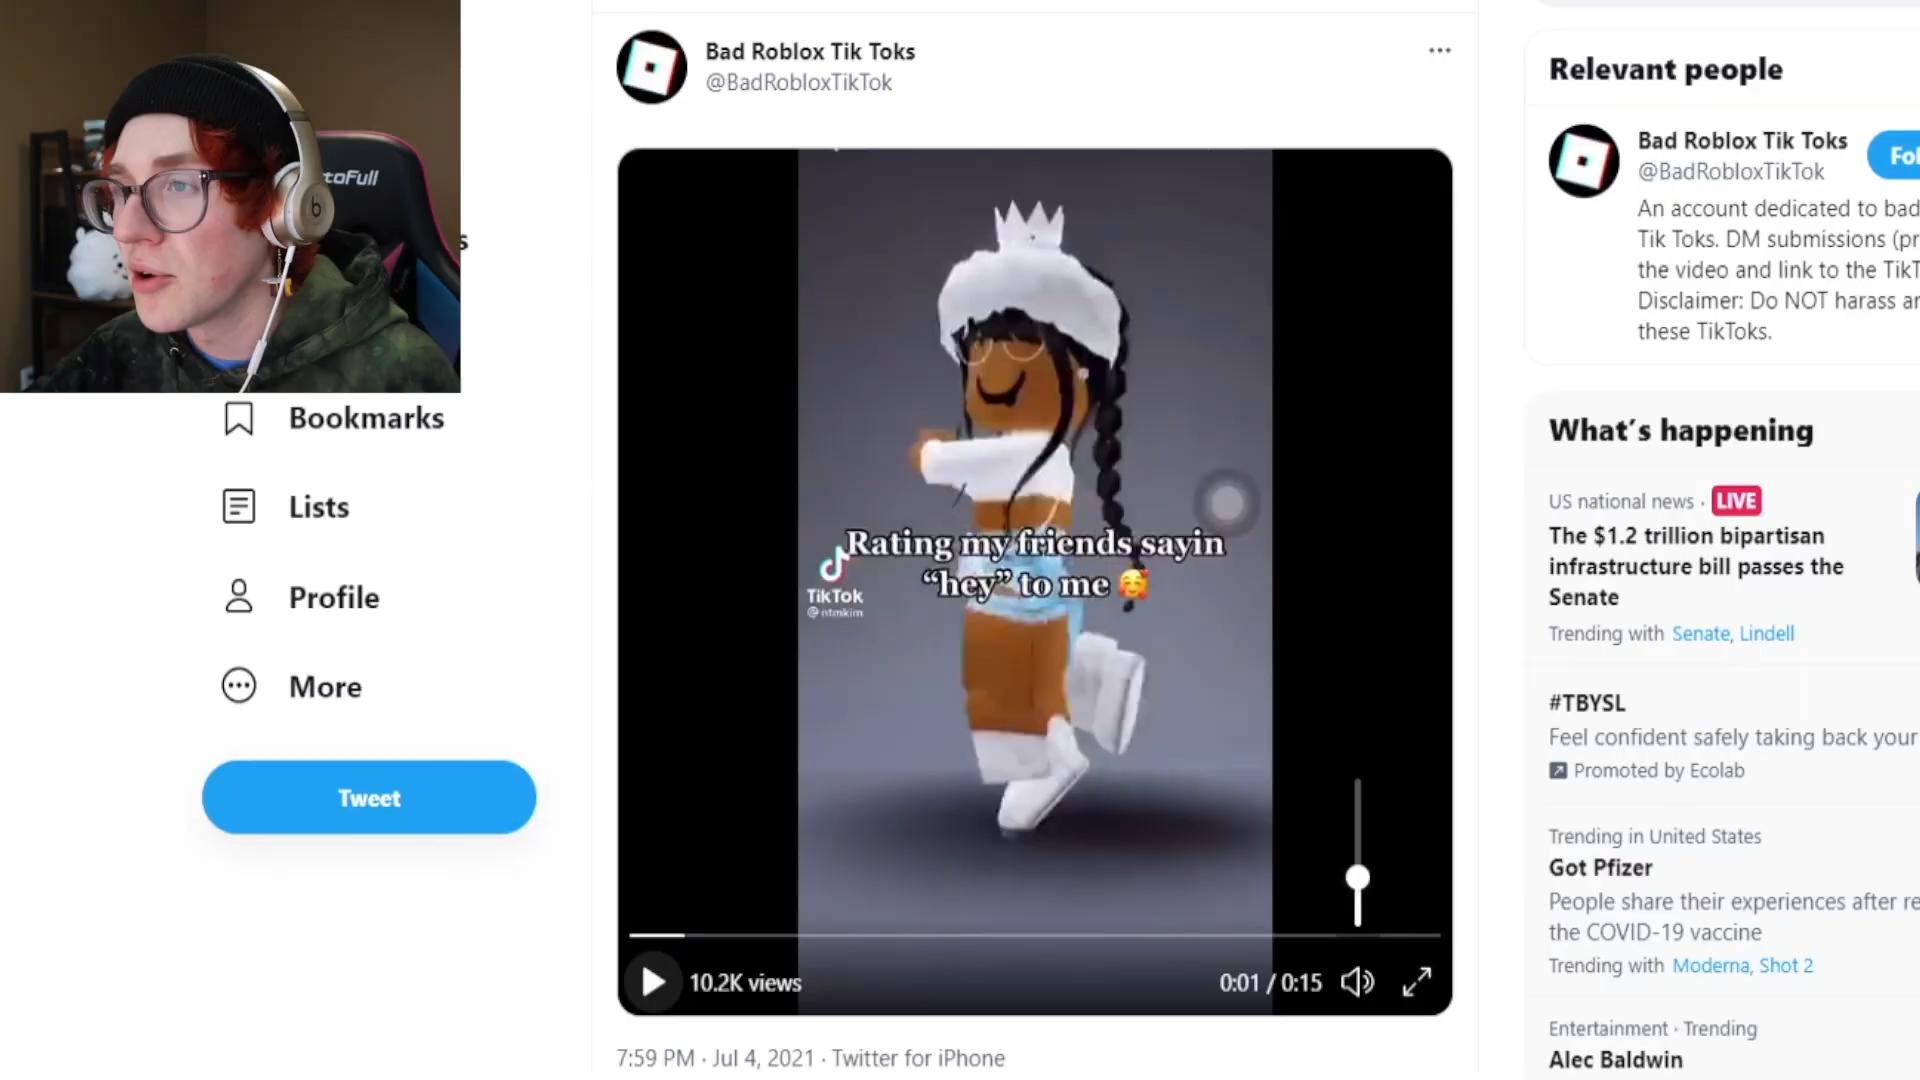 toFull
b
s
Bookmarks
Lists
Profile
More
Tweet
Bad Roblox Tik Toks
@BadRobloxTikTok
Rating my friends sayin
“hey” to me 🥰
TikTok
@ntmkim
10.2K views
0:01 / 0:15
7:59 PM · Jul 4, 2021 · Twitter for iPhone
Relevant people
Bad Roblox Tik Toks
@BadRobloxTikTok
Fol
An account dedicated to bad
Tik Toks. DM submissions (pr
the video and link to the TikT
Disclaimer: Do NOT harass an
these TikToks.
What’s happening
US national news · LIVE
The $1.2 trillion bipartisan
infrastructure bill passes the
Senate
Trending with Senate, Lindell
#TBYSL
Feel confident safely taking back your
Promoted by Ecolab
Trending in United States
Got Pfizer
People share their experiences after re
the COVID-19 vaccine
Trending with Moderna, Shot 2
Entertainment · Trending
Alec Baldwin